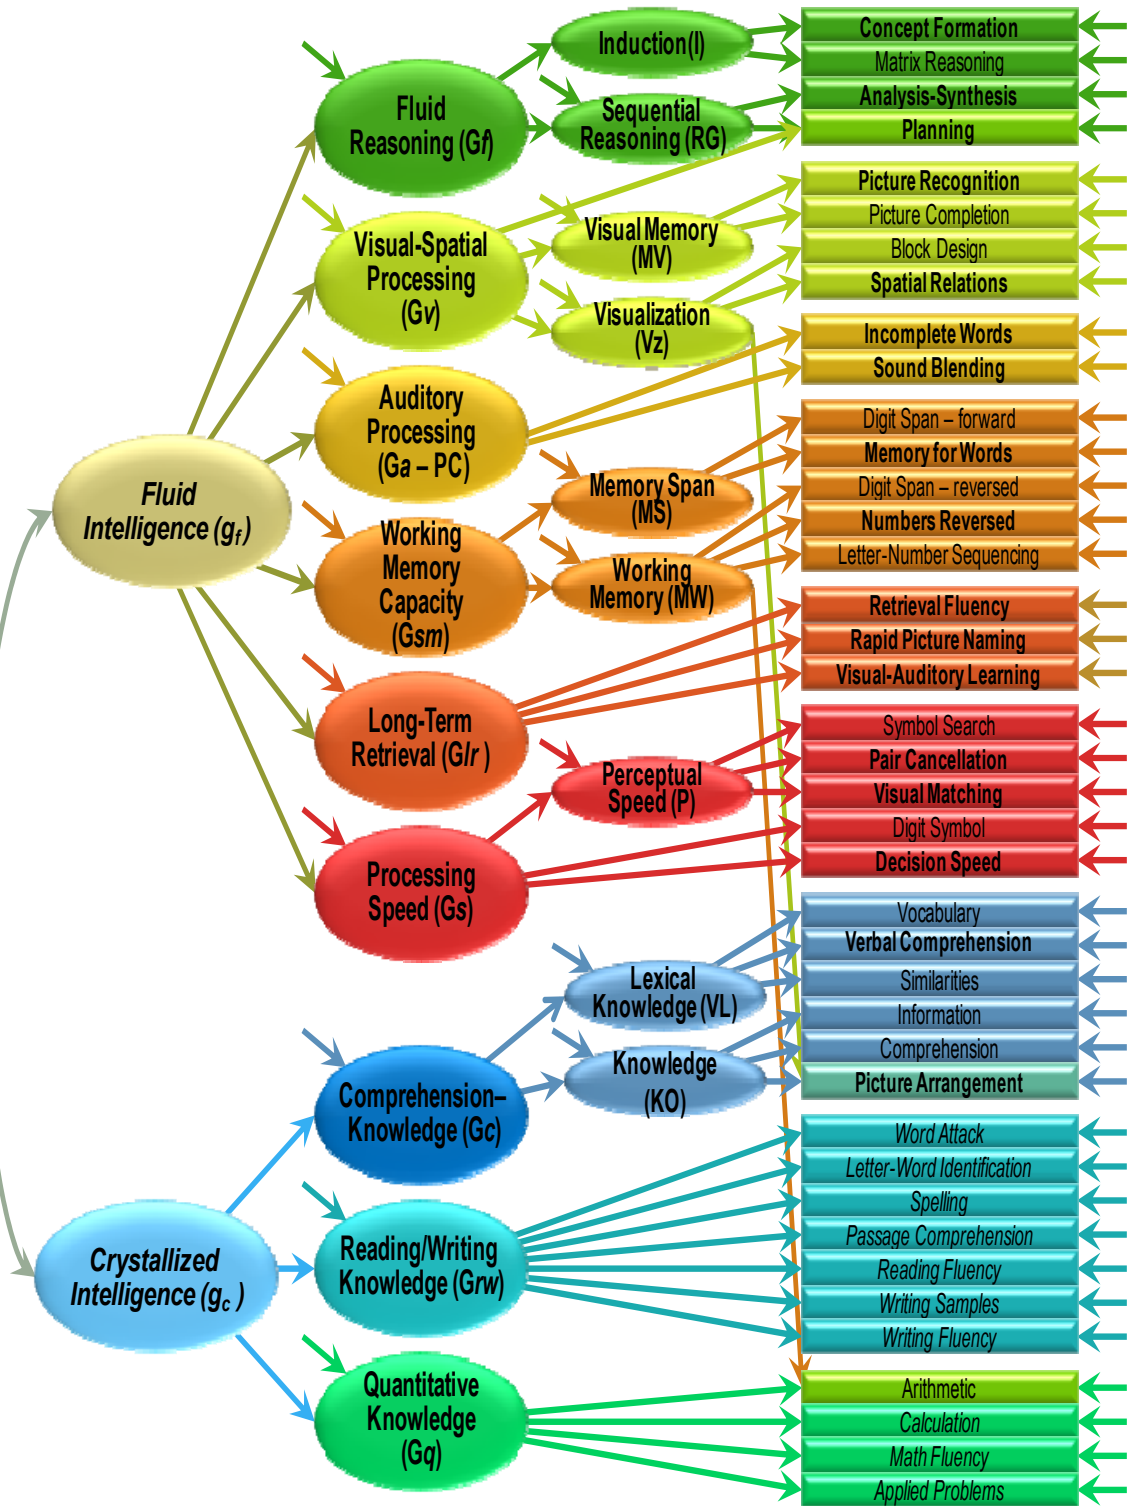 Fluid
Intelligence (gf)
Crystallized
Intelligence (gc)
Fluid
Reasoning (Gf)
Visual-Spatial
Processing
(Gv)
Auditory
Processing
(Ga – PC)
Working
Memory
Capacity
(Gsm)
Long-Term
Retrieval (Glr )
Processing
Speed (Gs)
Comprehension–
Knowledge (Gc)
Reading/Writing
Knowledge (Grw)
Quantitative
Knowledge
(Gq)
Induction(I)
Sequential
Reasoning (RG)
Visual Memory
(MV)
Visualization
(Vz)
Memory Span
(MS)
Working
Memory (MW)
Perceptual
Speed (P)
Lexical
Knowledge (VL)
Knowledge
(KO)
Concept Formation
Matrix Reasoning
Analysis-Synthesis
Planning
Picture Recognition
Picture Completion
Block Design
Spatial Relations
Incomplete Words
Sound Blending
Digit Span – forward
Memory for Words
Digit Span – reversed
Numbers Reversed
Letter-Number Sequencing
Retrieval Fluency
Rapid Picture Naming
Visual-Auditory Learning
Symbol Search
Pair Cancellation
Visual Matching
Digit Symbol
Decision Speed
Vocabulary
Verbal Comprehension
Similarities
Information
Comprehension
Picture Arrangement
Word Attack
Letter-Word Identification
Spelling
Passage Comprehension
Reading Fluency
Writing Samples
Writing Fluency
Arithmetic
Calculation
Math Fluency
Applied Problems